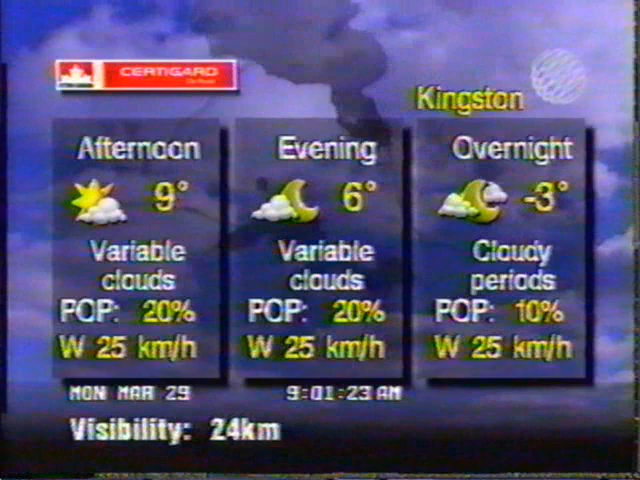 CERTIGARD
Kingston
Afternoon
9°
Variable
clouds
POP: 20%
W 25 km/h
Evening
6°
Variable
clouds
POP: 20%
W 25 km/h
Overnight
-3°
Cloudy
periods
POP: 10%
W 25 km/h
MON MAR 29 9:01:23 AM
Visibility: 24km